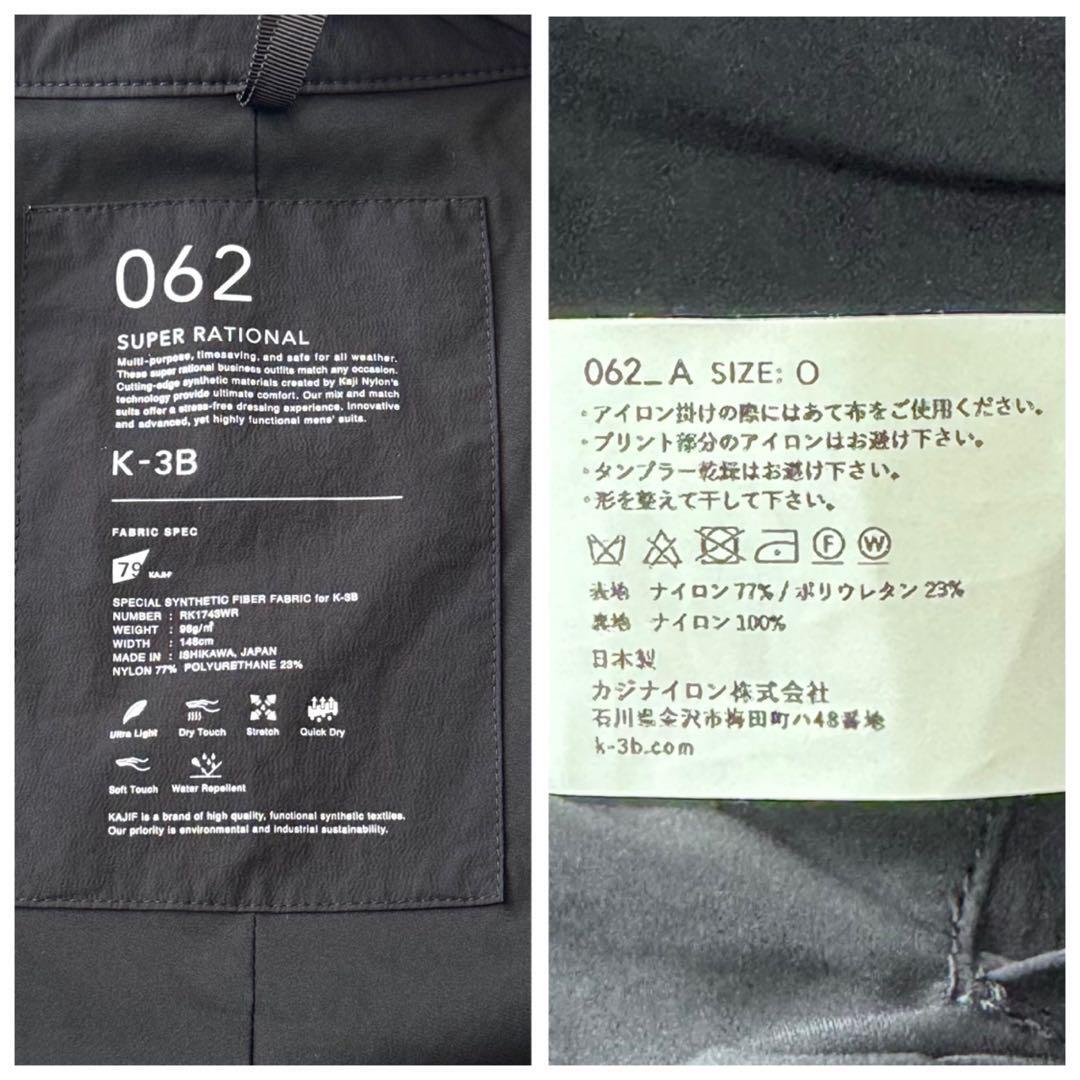 062
SUPER RATIONAL
Multi-purpose, timesaving, and safe for all weather.
These super rational business outfits match any occasion.
Cutting-edge synthetic materials created by Kaji Nylon's
technology provide ultimate comfort. Our mix and match
suits offer a stress-free dressing experience. Innovative
and advanced, yet highly functional mens' suits.
K-3B
FABRIC SPEC
79 KAJIF
SPECIAL SYNTHETIC FIBER FABRIC for K-3B
NUMBER : RK1743WR
WEIGHT : 98g/㎡
WIDTH : 148cm
MADE IN : ISHIKAWA, JAPAN
NYLON 77% POLYURETHANE 23%
Ultra Light Dry Touch Stretch Quick Dry
Soft Touch Water Repellent
KAJIF is a brand of high quality, functional synthetic textiles.
Our priority is environmental and industrial sustainability.
062_A SIZE: O
・アイロン掛けの際にはあて布をご使用ください。
・プリント部分のアイロンはお避け下さい。
・タンブラー乾燥はお避け下さい。
・形を整えて干して下さい。
F W
表地 ナイロン 77% / ポリウレタン 23%
裏地 ナイロン 100%
日本製
カジナイロン株式会社
石川県金沢市梅田町ハ48番地
k-3b.com